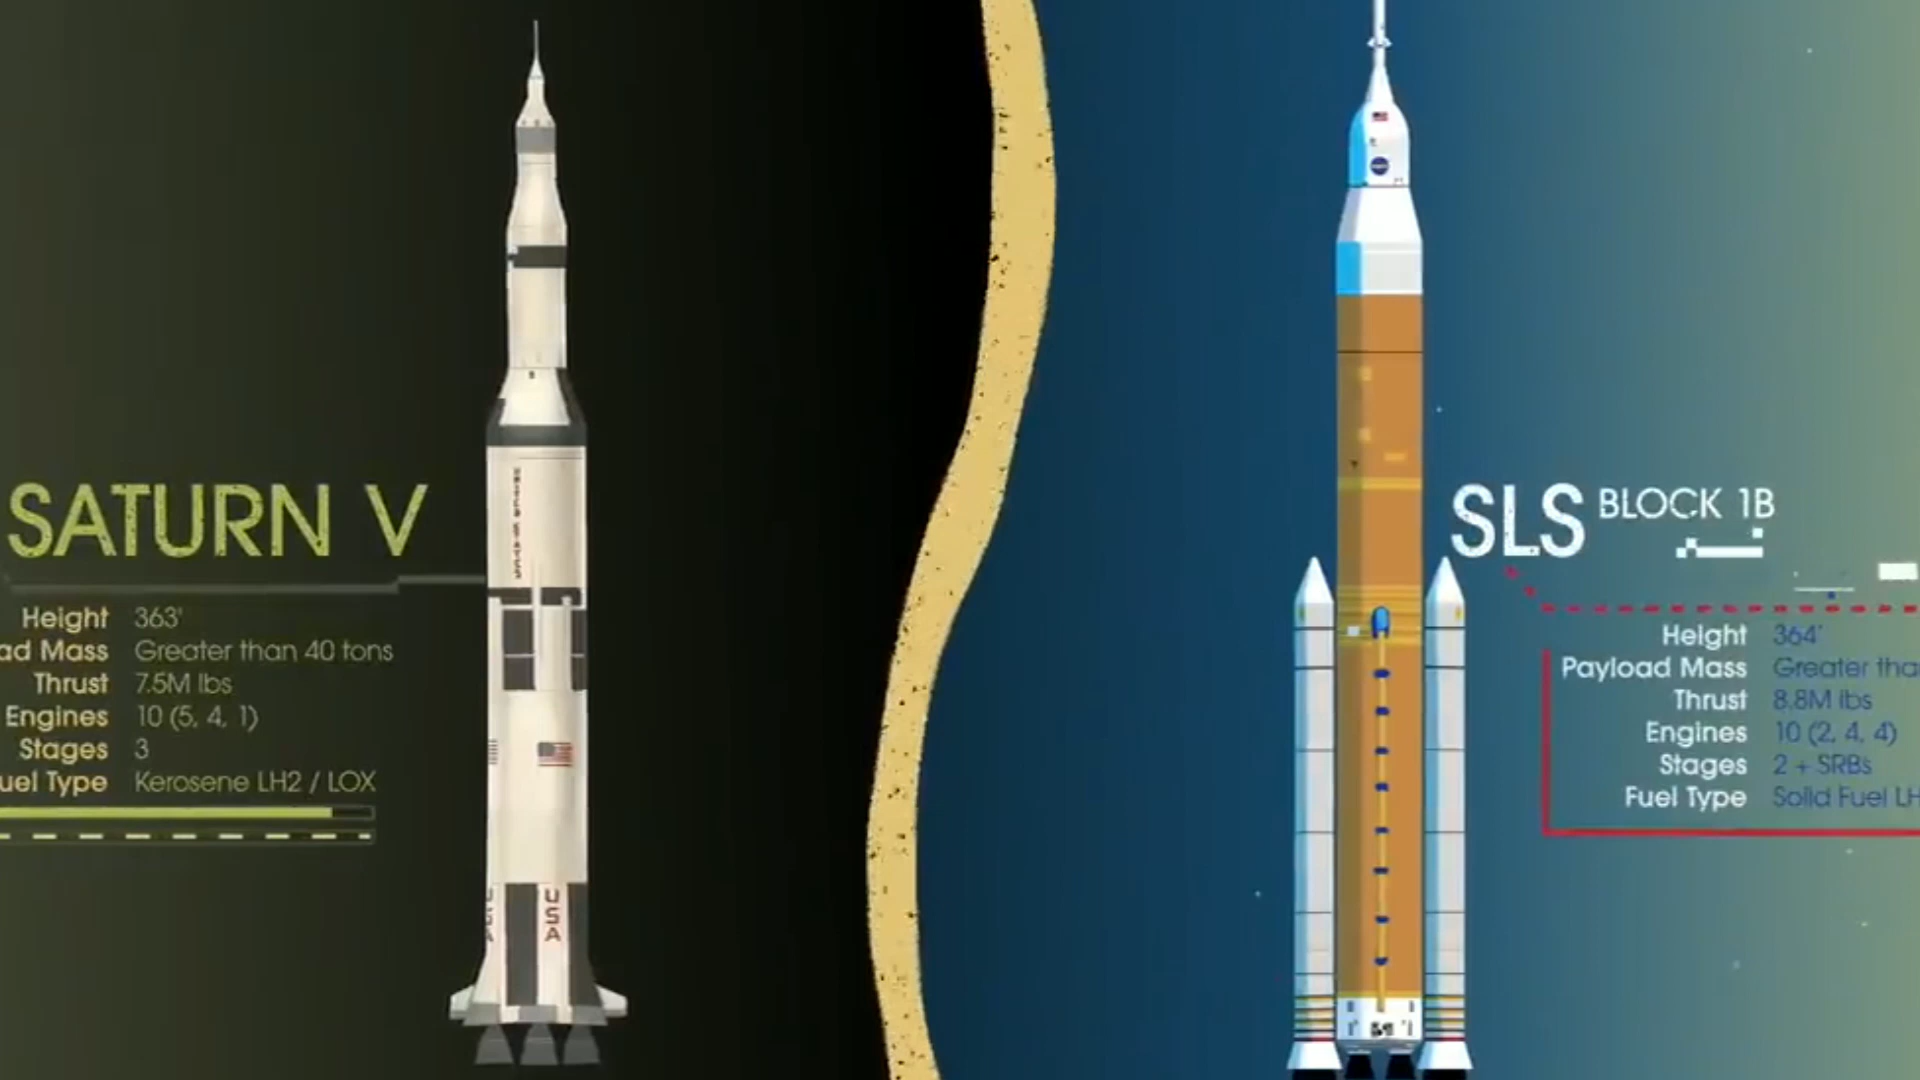 SATURN V
Height 363'
ad Mass Greater than 40 tons
Thrust 7.5M lbs
Engines 10 (5, 4, 1)
Stages 3
uel Type Kerosene LH2 / LOX
UNITED STATES
USA
USA
SLS BLOCK 1B
Height 364'
Payload Mass Greater tha
Thrust 8.8M lbs
Engines 10 (2, 4, 4)
Stages 2 + SRBs
Fuel Type Solid Fuel LH